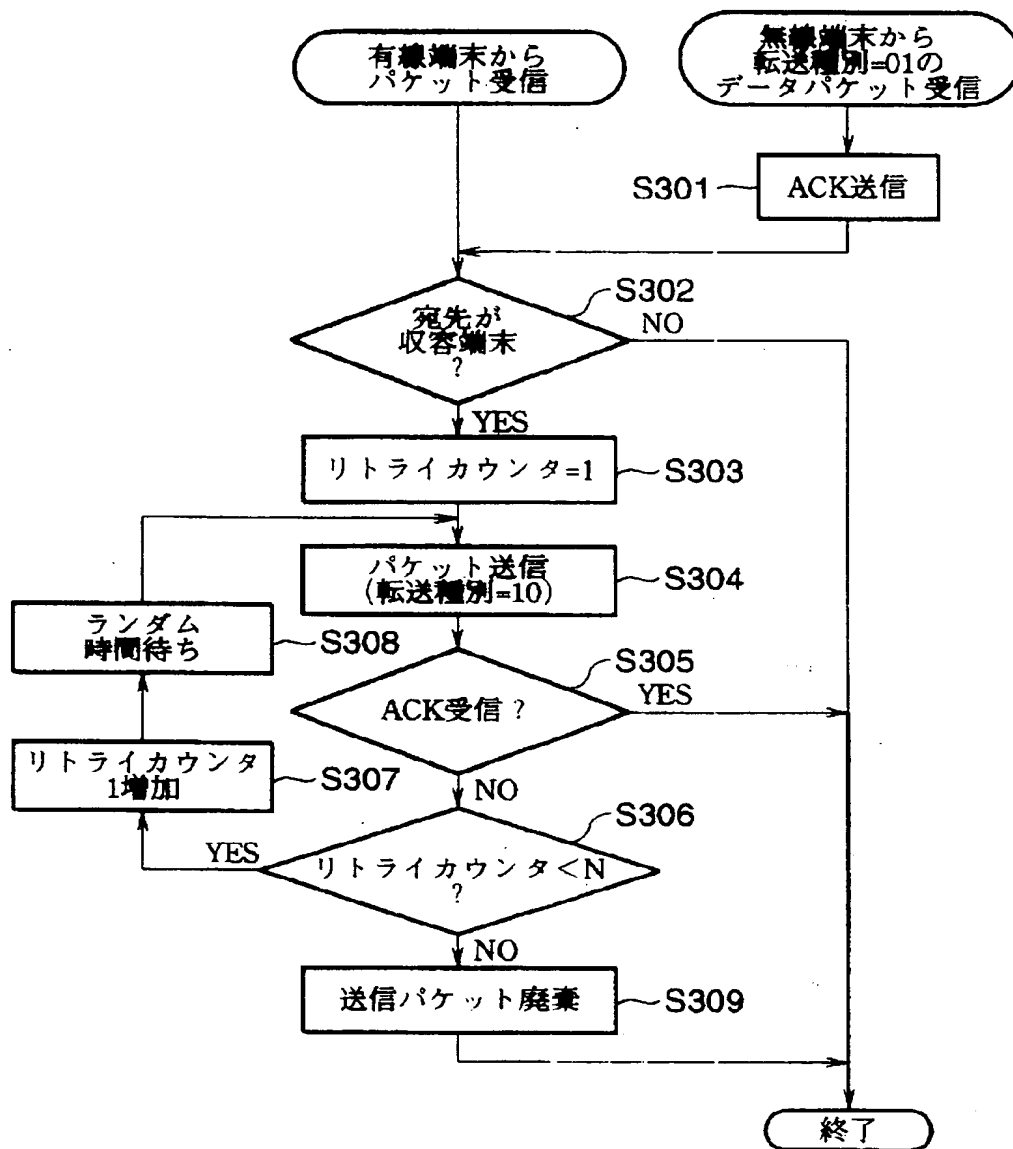 有線端末から
パケット受信
無線端末から
転送種別=01の
データパケット受信
S301
ACK送信
S302
宛先が
収容端末
?
NO
YES
リトライカウンタ=1
S303
パケット送信
(転送種別=10)
S304
ランダム
時間待ち
S308
S305
ACK受信?
YES
リトライカウンタ
1増加
S307
NO
S306
YES
リトライカウンタ<N
?
NO
送信パケット廃棄
S309
終了